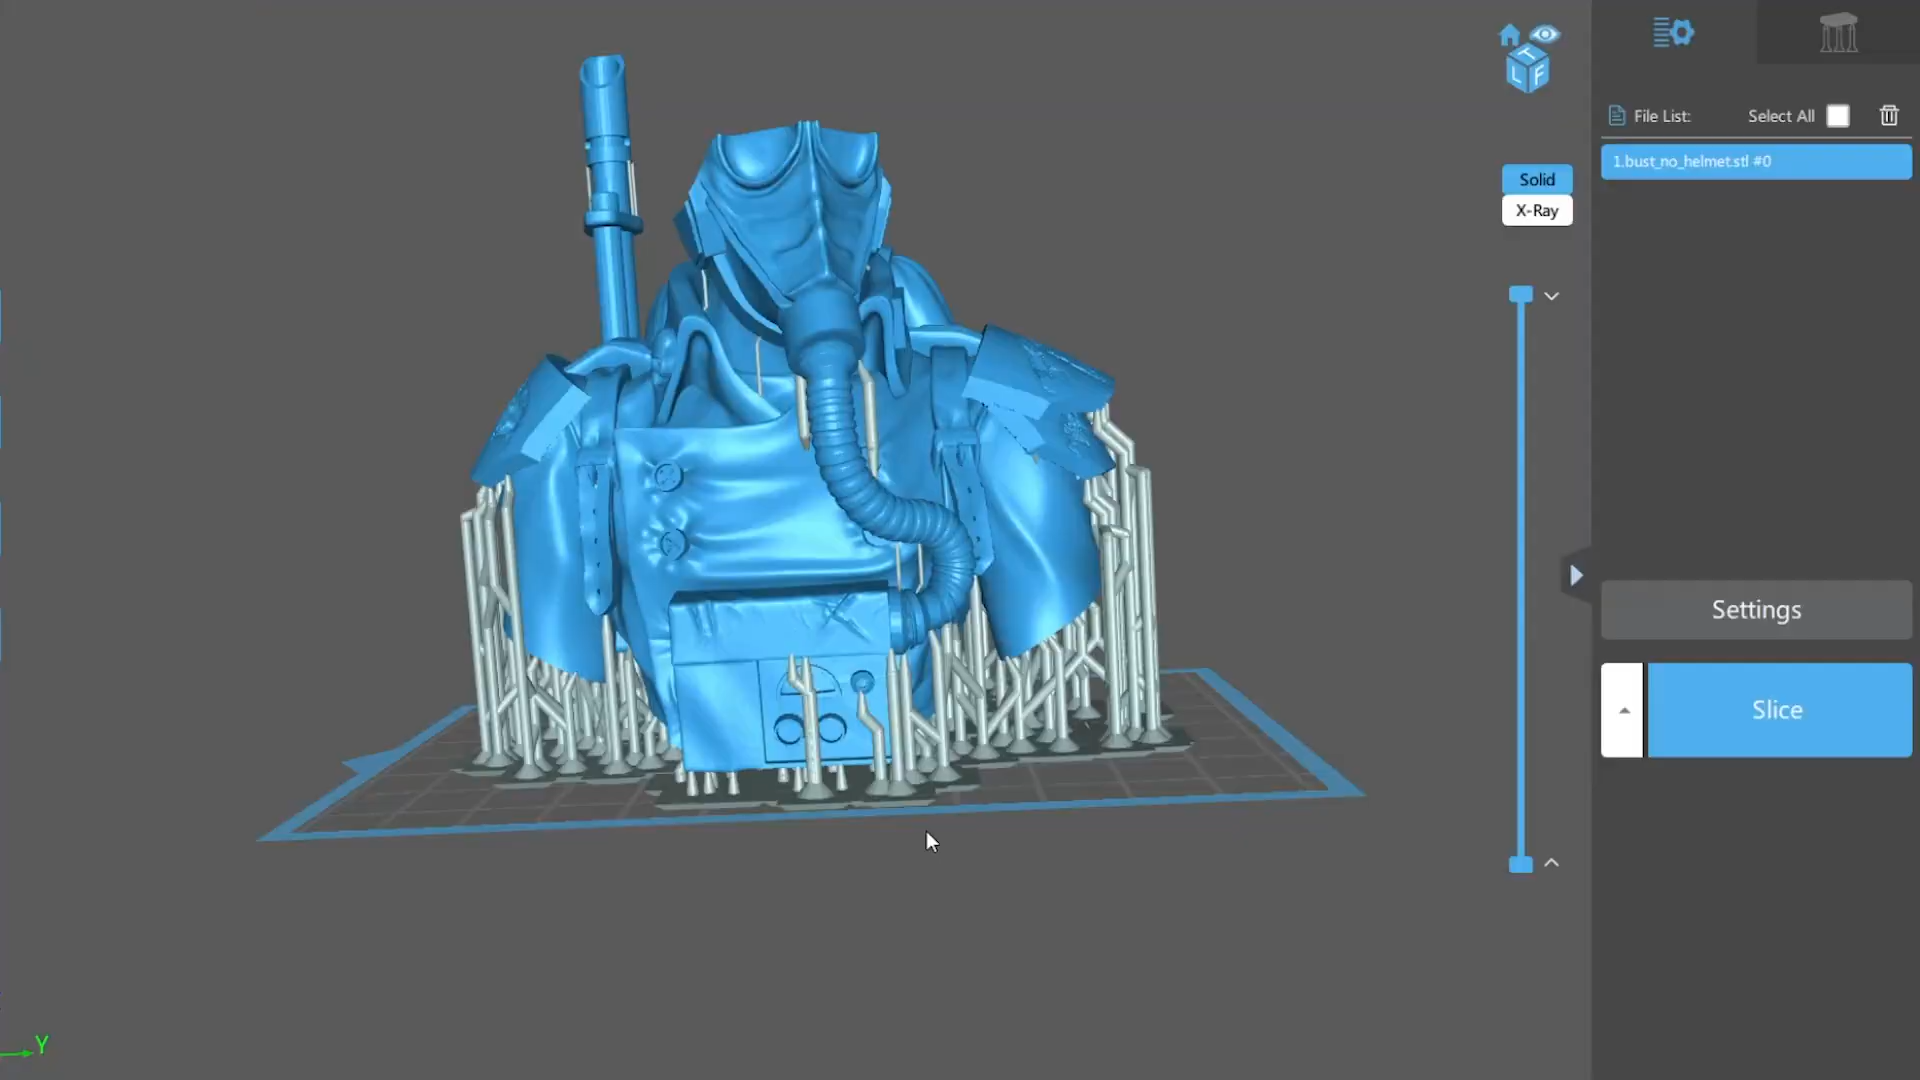 T
L F
File List:
Select All
1.bust_no_helmet.stl #0
Solid
X-Ray
Settings
Slice
Y